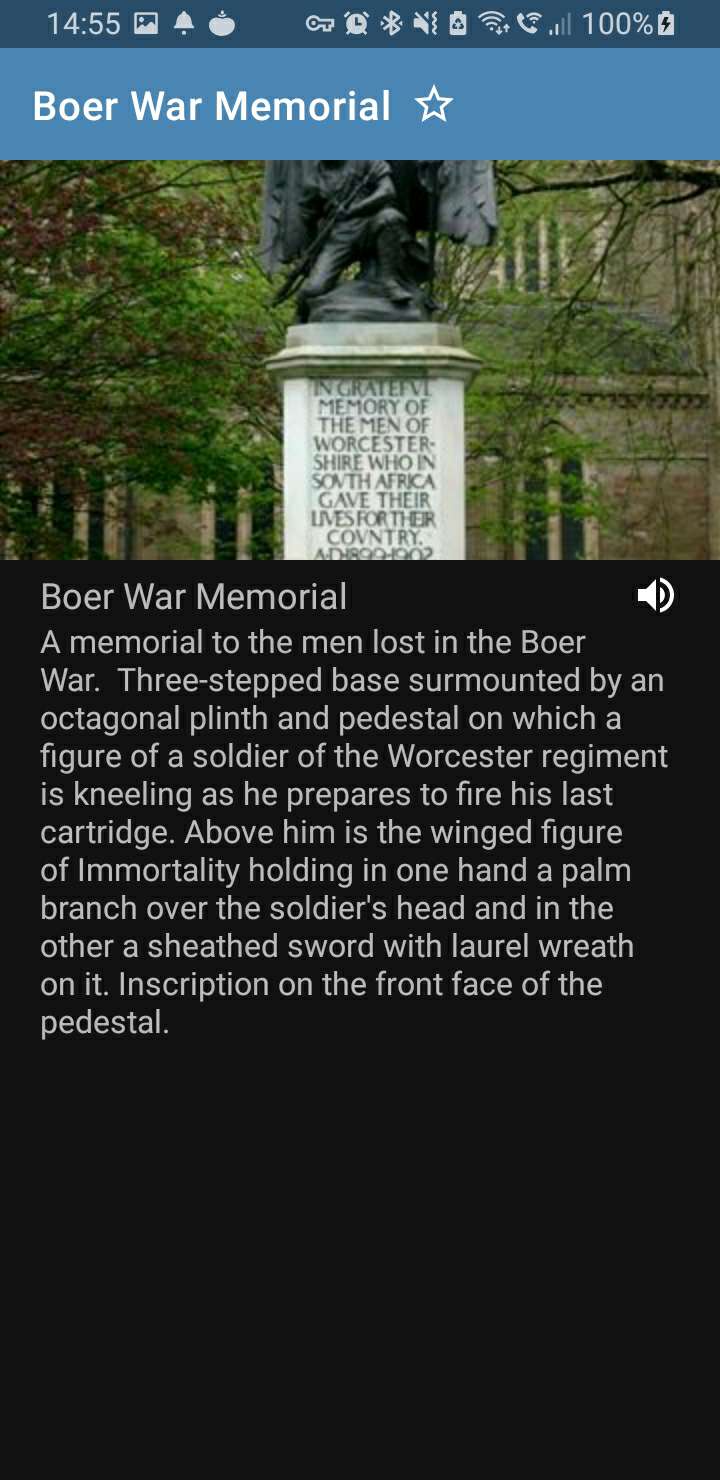 14:55
100%
Boer War Memorial
IN GRATEFVL
MEMORY OF
THE MEN OF
WORCESTER-
SHIRE WHO IN
SOVTH AFRICA
GAVE THEIR
LIVES FOR THEIR
COVNTRY.
A.D.1899-1902
Boer War Memorial
A memorial to the men lost in the Boer
War.  Three-stepped base surmounted by an
octagonal plinth and pedestal on which a
figure of a soldier of the Worcester regiment
is kneeling as he prepares to fire his last
cartridge. Above him is the winged figure
of Immortality holding in one hand a palm
branch over the soldier's head and in the
other a sheathed sword with laurel wreath
on it. Inscription on the front face of the
pedestal.